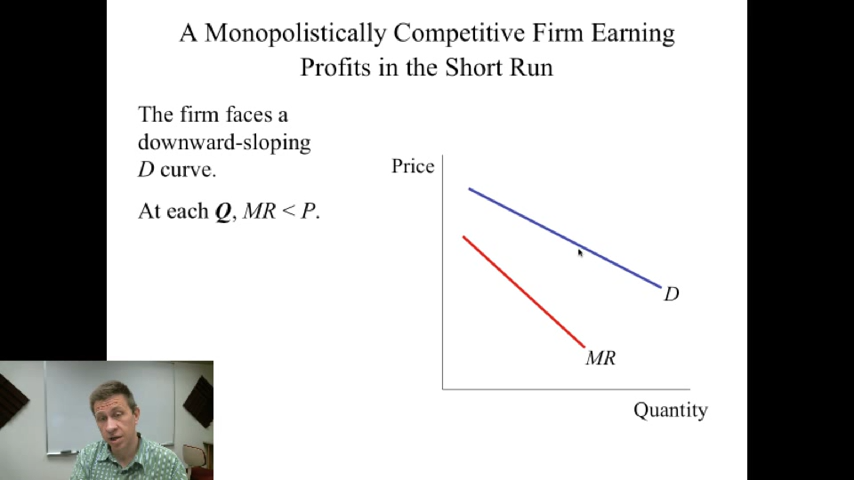 A Monopolistically Competitive Firm Earning
Profits in the Short Run
The firm faces a
downward-sloping
D curve.
At each Q, MR < P.
Price
D
MR
Quantity